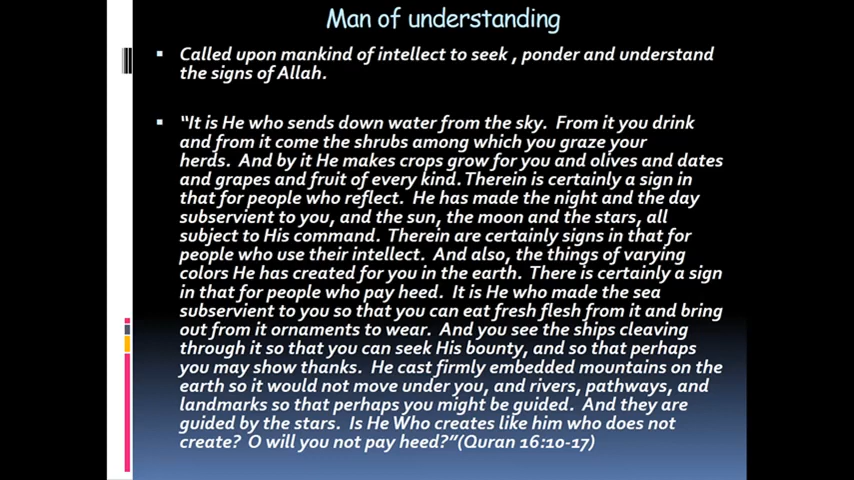 Man of understanding
Called upon mankind of intellect to seek , ponder and understand
the signs of Allah.
"It is He who sends down water from the sky. From it you drink
and from it come the shrubs among which you graze your
herds. And by it He makes crops grow for you and olives and dates
and grapes and fruit of every kind. Therein is certainly a sign in
that for people who reflect. He has made the night and the day
subservient to you, and the sun, the moon and the stars, all
subject to His command. Therein are certainly signs in that for
people who use their intellect. And also, the things of varying
colors He has created for you in the earth. There is certainly a sign
in that for people who pay heed. It is He who made the sea
subservient to you so that you can eat fresh flesh from it and bring
out from it ornaments to wear. And you see the ships cleaving
through it so that you can seek His bounty, and so that perhaps
you may show thanks. He cast firmly embedded mountains on the
earth so it would not move under you, and rivers, pathways, and
landmarks so that perhaps you might be guided. And they are
guided by the stars. Is He Who creates like him who does not
create? O will you not pay heed?"(Quran 16:10-17)